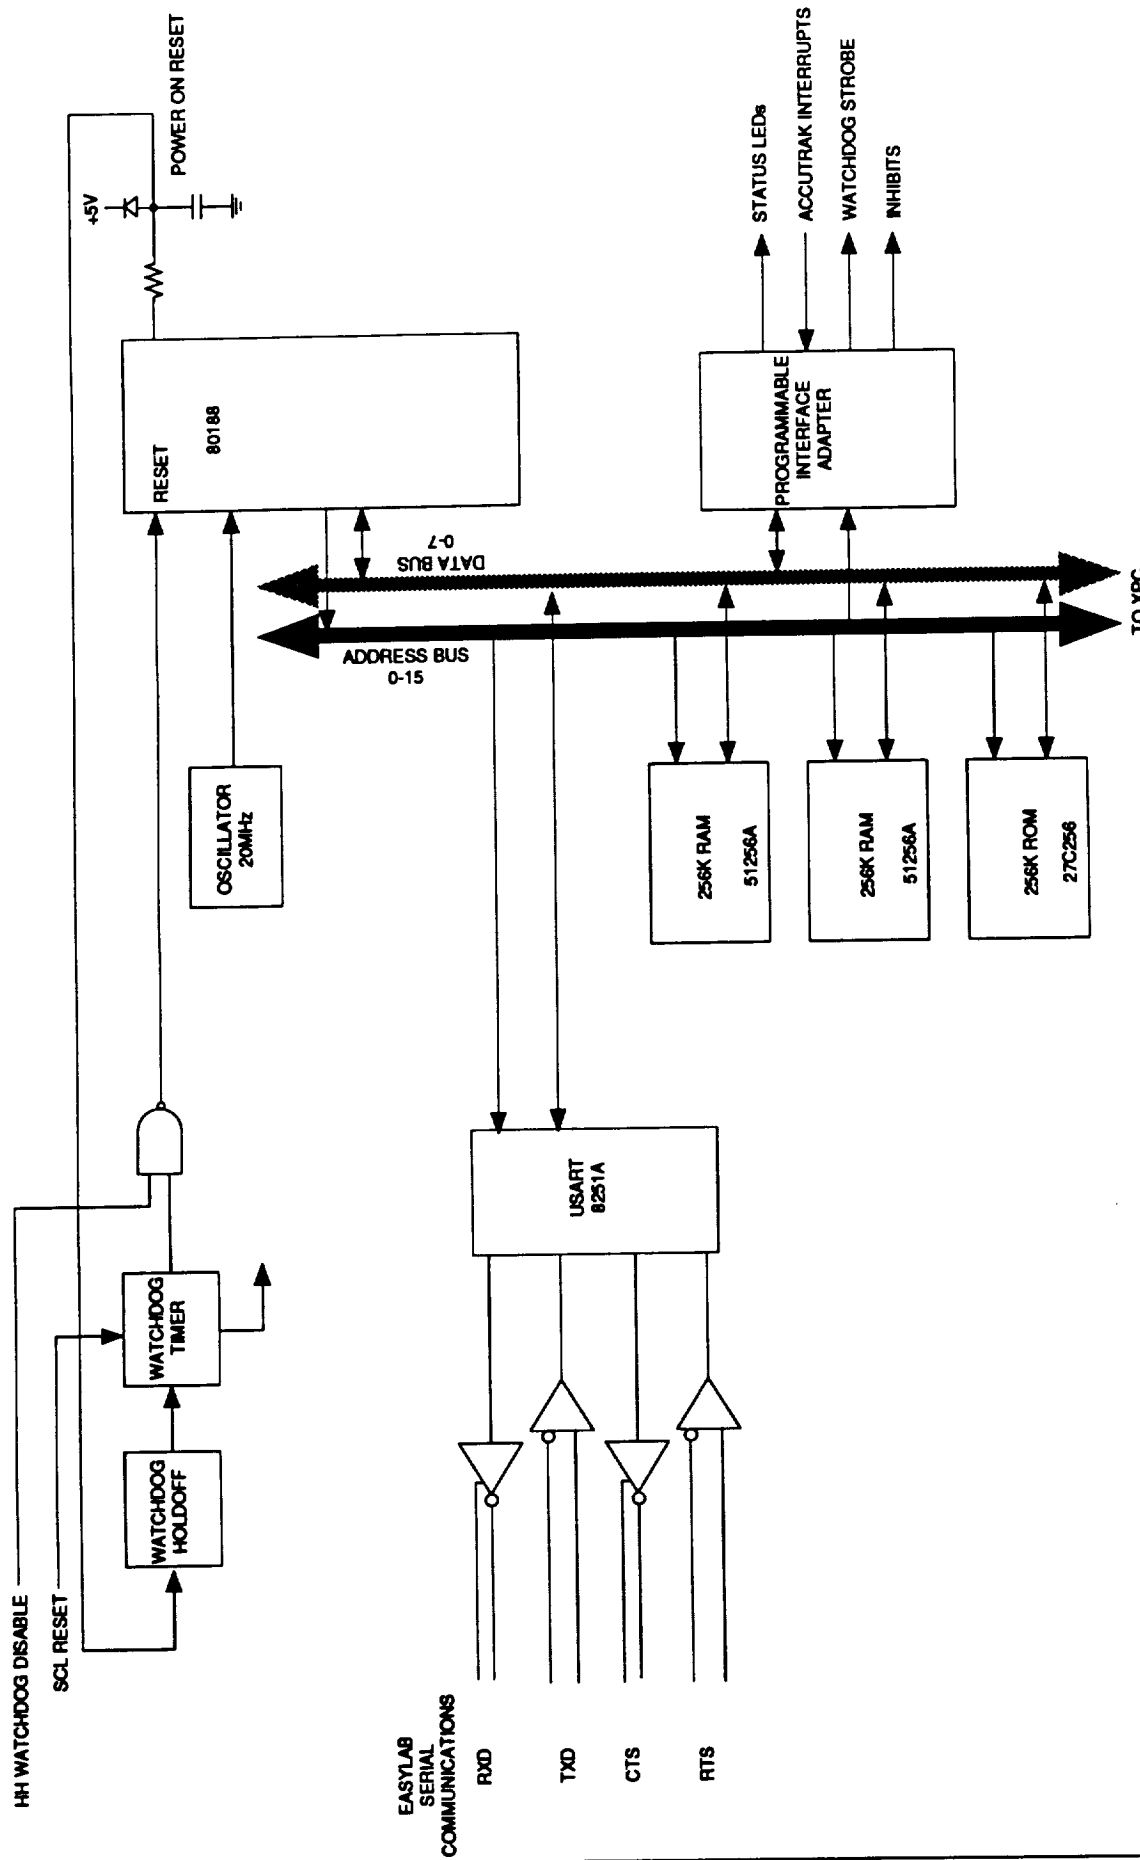 HH WATCHDOG DISABLE
SCL RESET
WATCHDOG
HOLDOFF
WATCHDOG
TIMER
OSCILLATOR
20MHz
RESET
80188
+5V
POWER ON RESET
EASYLAB
SERIAL
COMMUNICATIONS
RXD
TXD
CTS
RTS
USART
8251A
ADDRESS BUS
0-15
DATA BUS
0-7
256K RAM
51256A
256K RAM
51256A
256K ROM
27C256
PROGRAMMABLE
INTERFACE
ADAPTER
STATUS LEDs
ACCUTRAK INTERRUPTS
WATCHDOG STROBE
INHIBITS